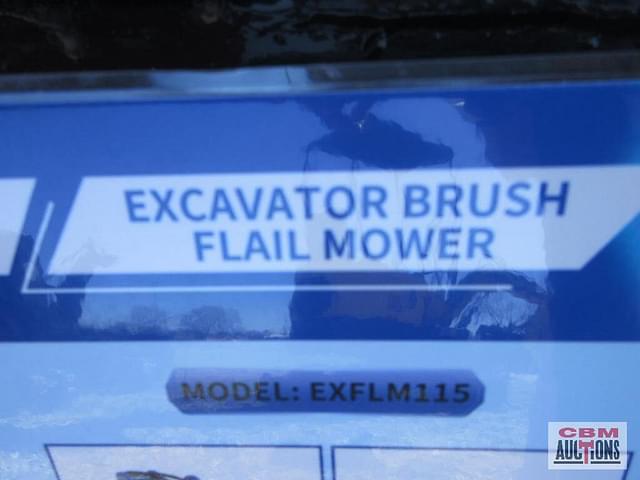 EXCAVATOR BRUSH
FLAIL MOWER
MODEL: EXFLM115
CBM
AUCTIONS